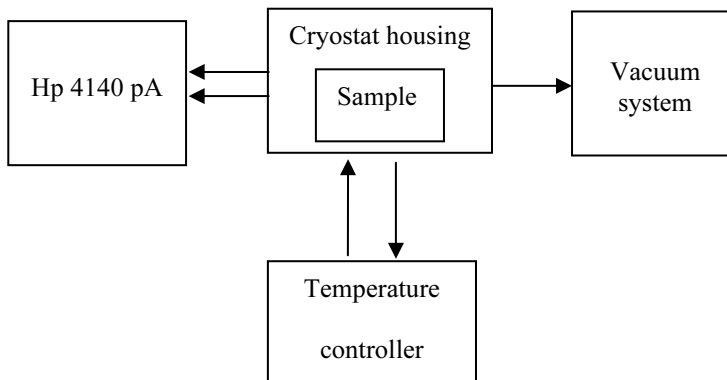 Hp 4140 pA
Cryostat housing
Sample
Vacuum
system
Temperature
controller